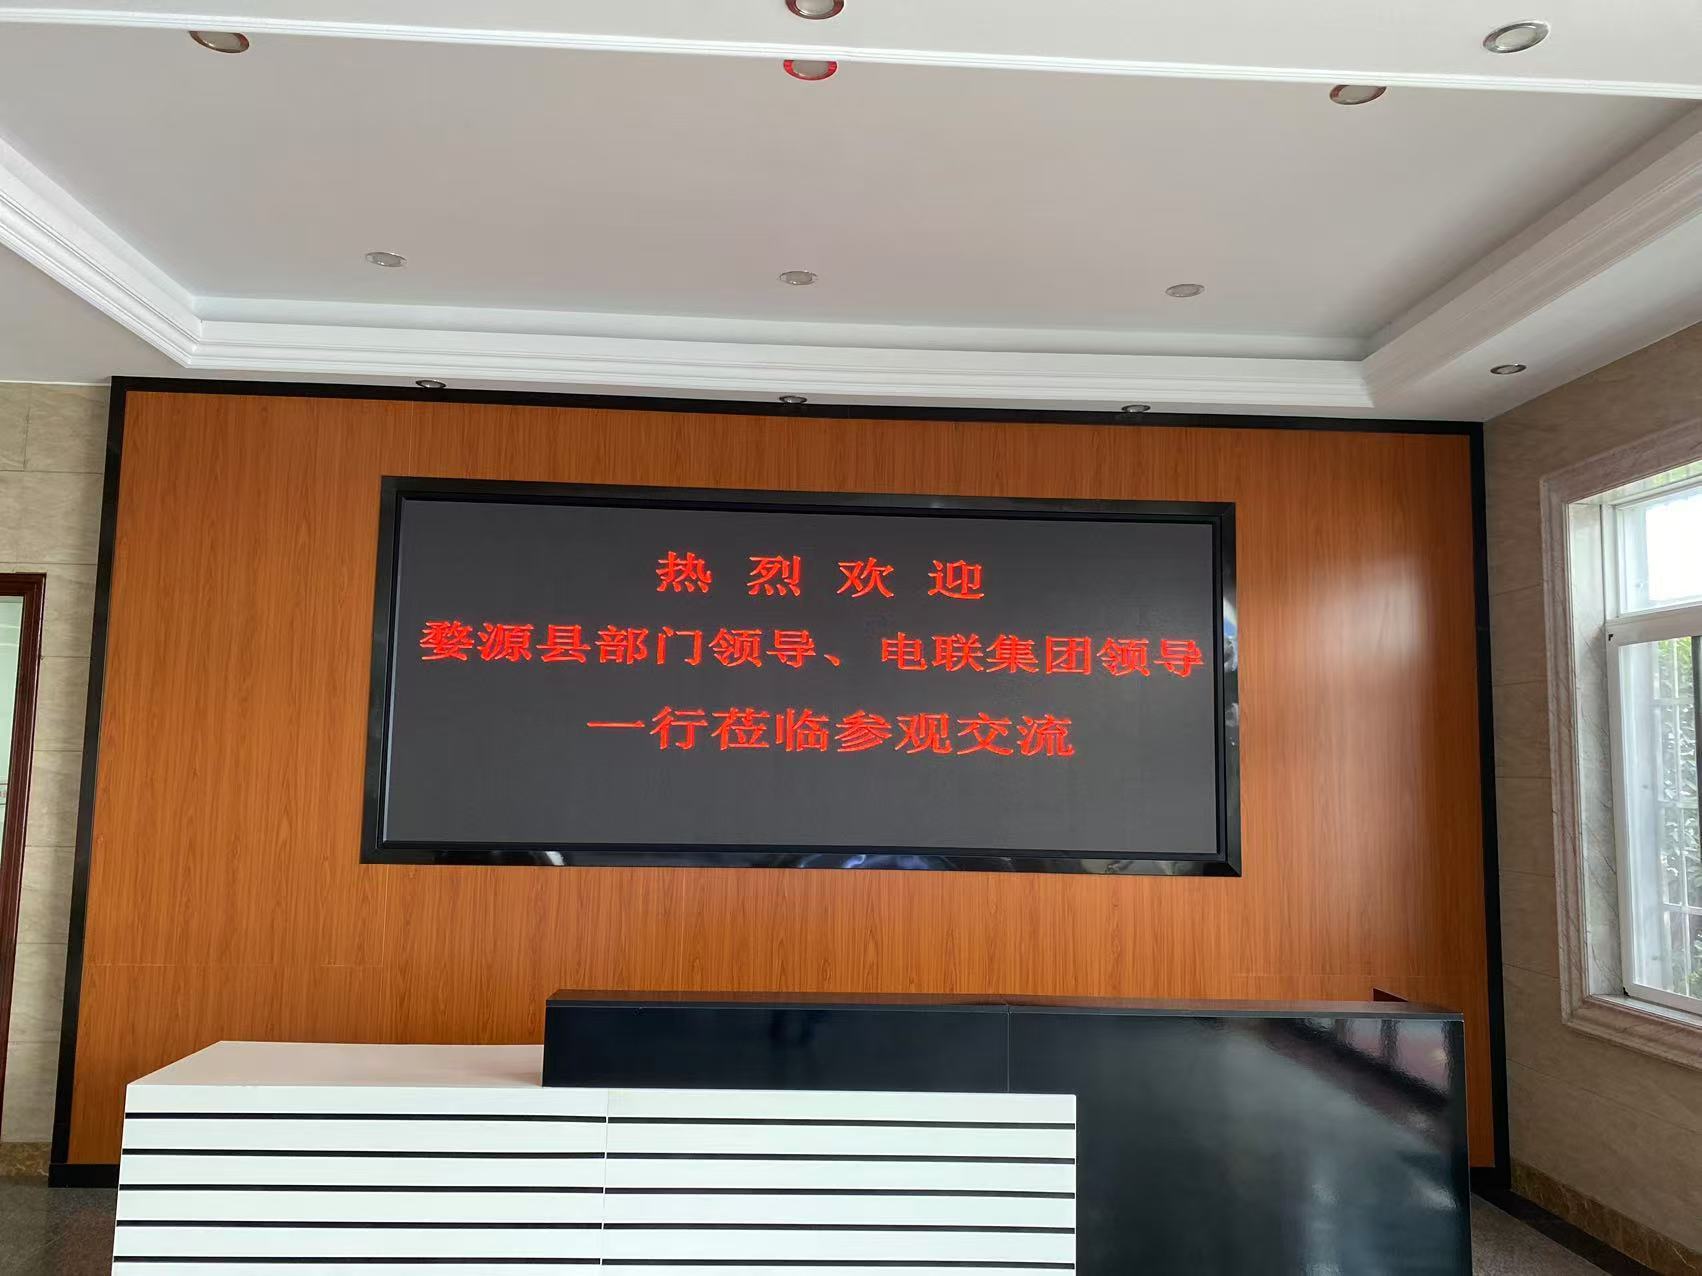 热烈欢迎
婺源县部门领导、电联集团领导
一行莅临参观交流